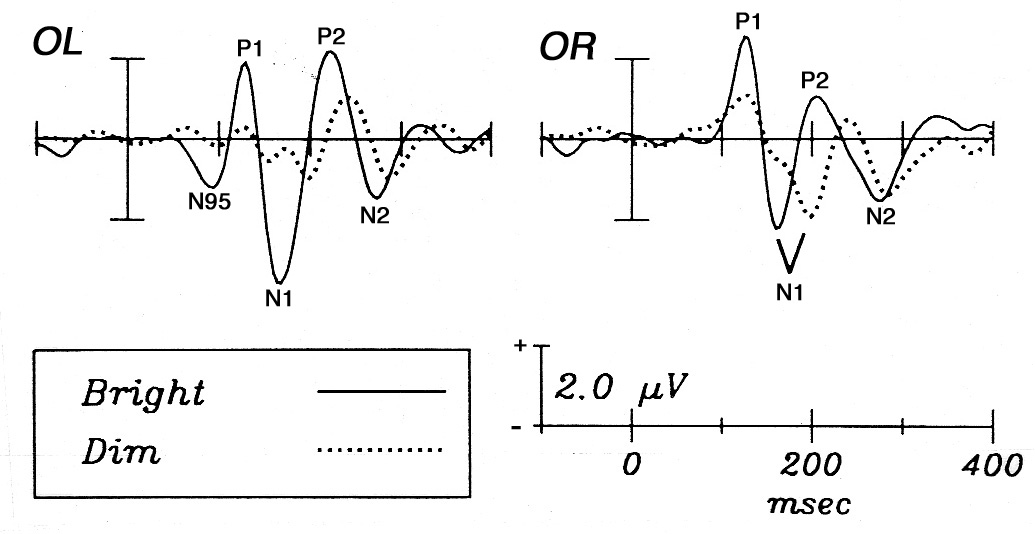 OL
P1
P2
N95
N1
N2
OR
P1
P2
N1
N2
Bright
Dim
+
2.0 μV
-
0 200 400
msec